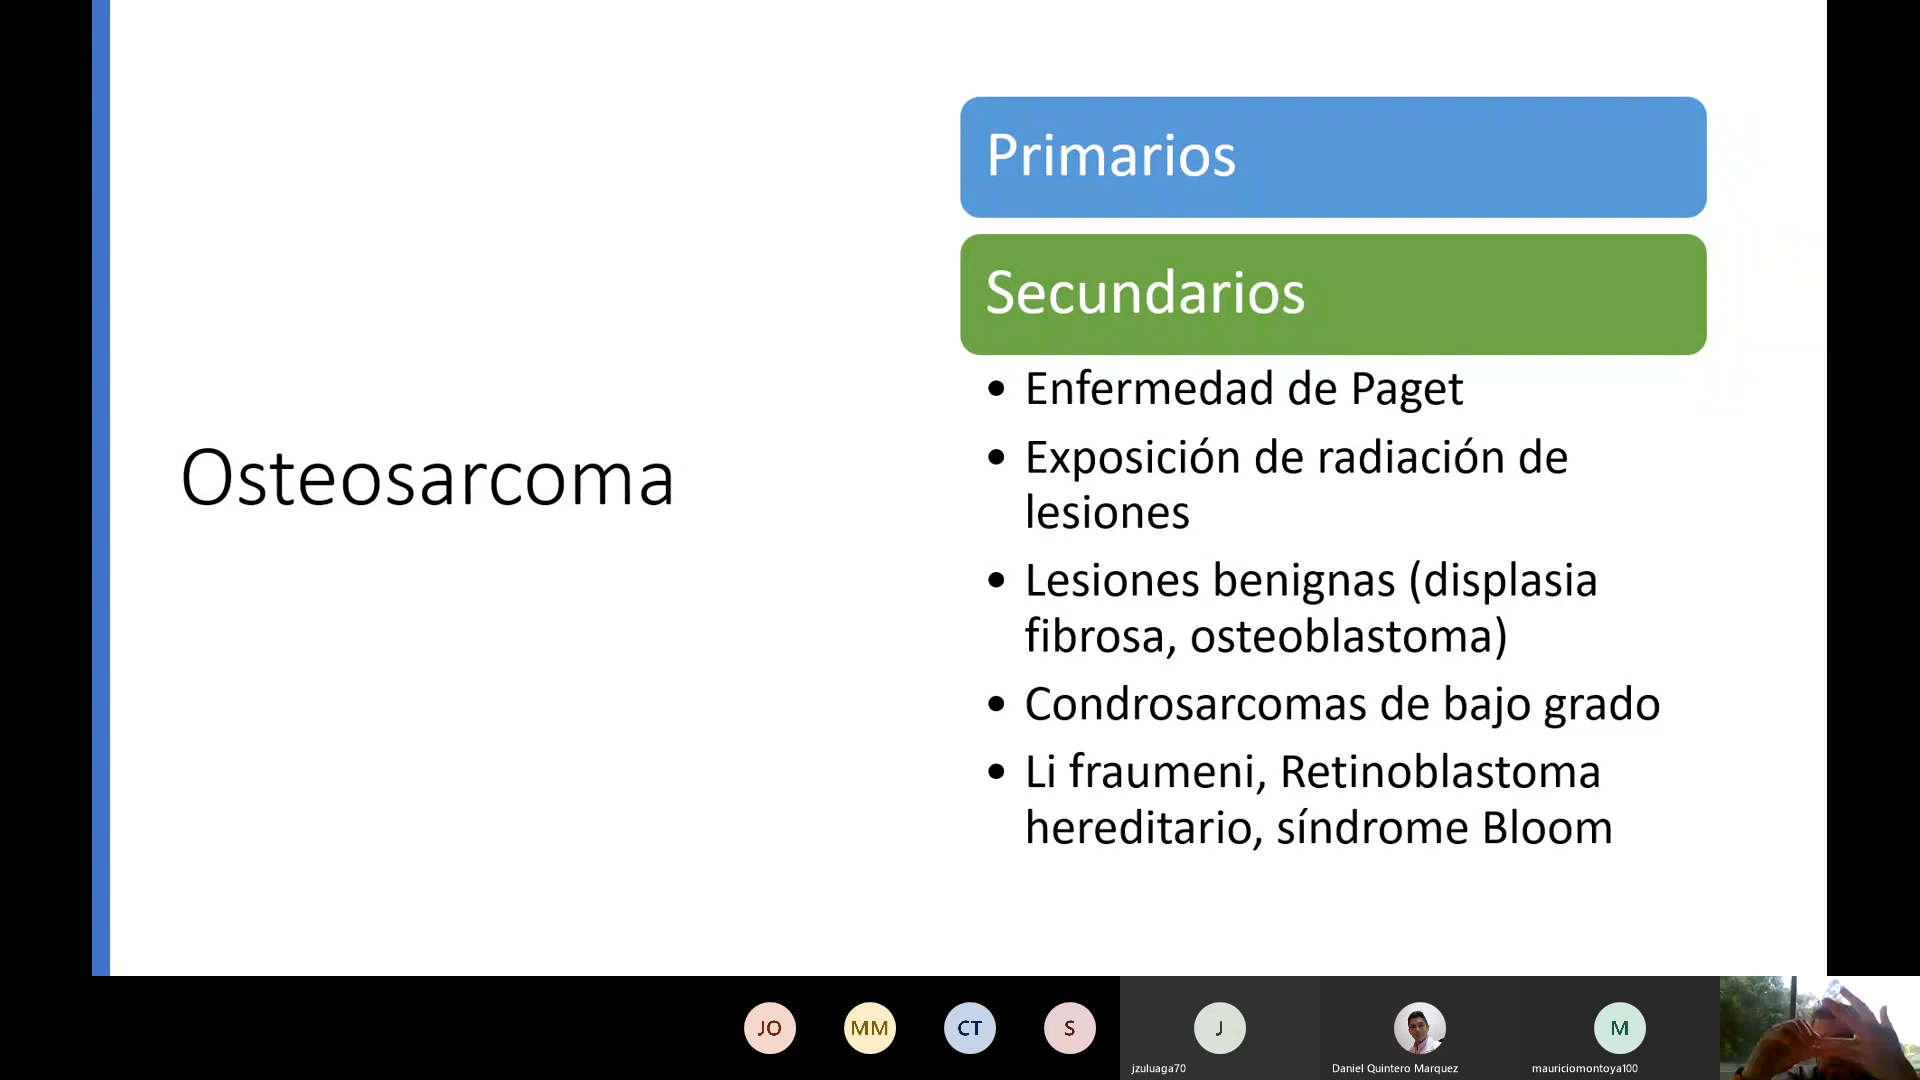 Osteosarcoma
Primarios
Secundarios
• Enfermedad de Paget
• Exposición de radiación de
lesiones
• Lesiones benignas (displasia
fibrosa, osteoblastoma)
• Condrosarcomas de bajo grado
• Li fraumeni, Retinoblastoma
hereditario, síndrome Bloom
JO
MM
CT
S
J
M
jzuluaga70
Daniel Quintero Marquez
mauriciomontoya100